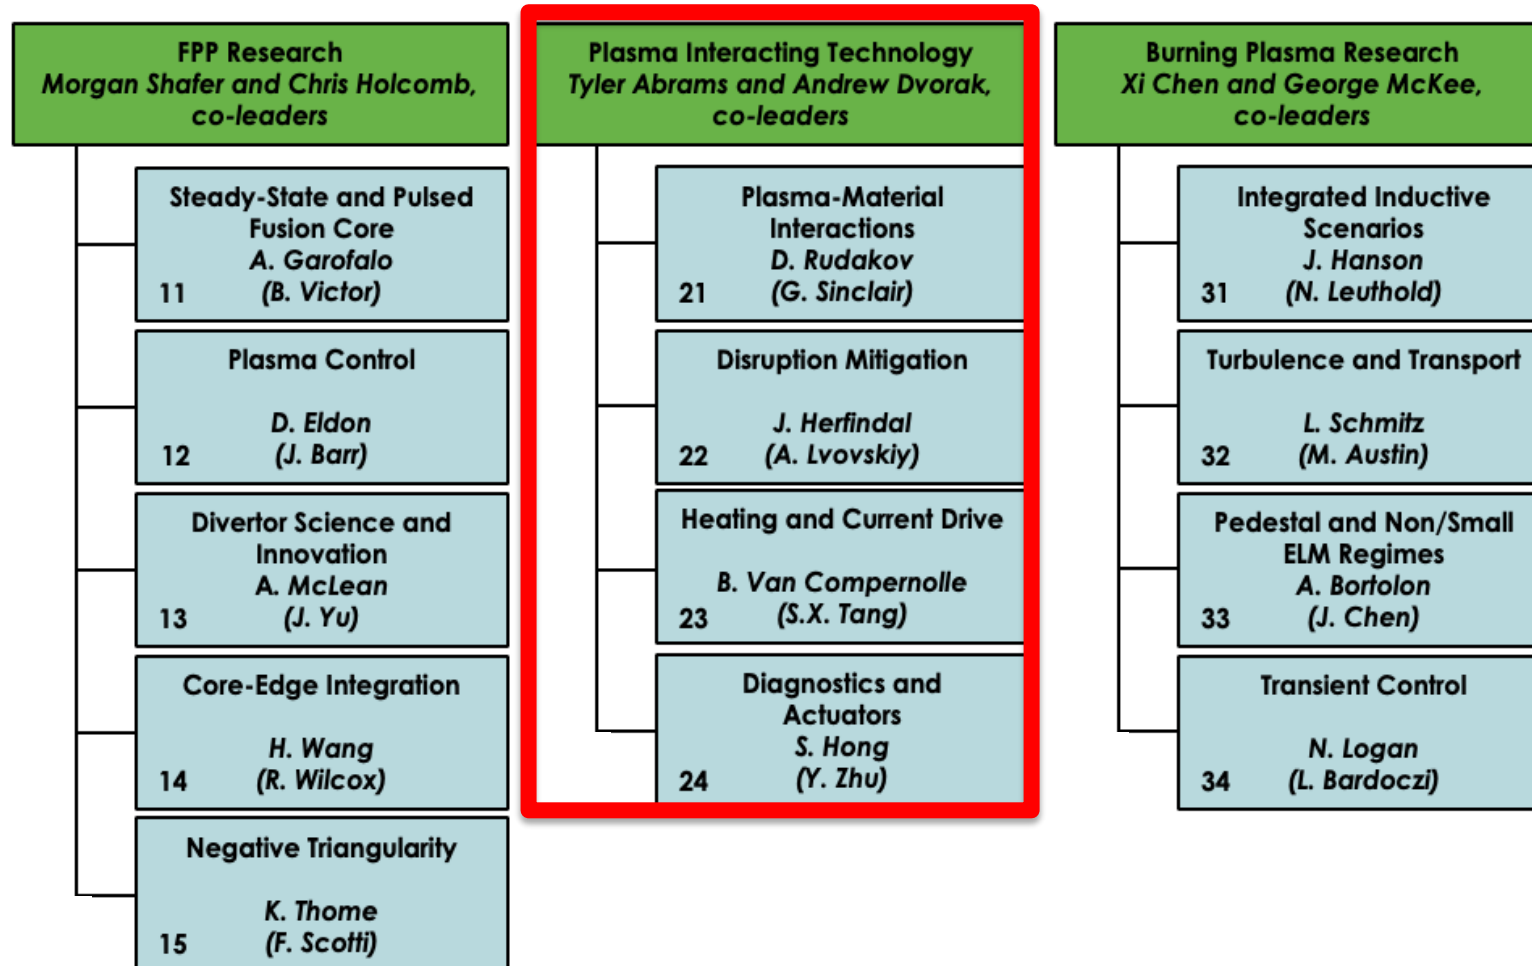 FPP Research
Morgan Shafer and Chris Holcomb,
co-leaders
Steady-State and Pulsed
Fusion Core
A. Garofalo
11 (B. Victor)
Plasma Control
D. Eldon
12 (J. Barr)
Divertor Science and
Innovation
A. McLean
13 (J. Yu)
Core-Edge Integration
H. Wang
14 (R. Wilcox)
Negative Triangularity
K. Thome
15 (F. Scotti)
Plasma Interacting Technology
Tyler Abrams and Andrew Dvorak,
co-leaders
Plasma-Material
Interactions
D. Rudakov
21 (G. Sinclair)
Disruption Mitigation
J. Herfindal
22 (A. Lvovskiy)
Heating and Current Drive
B. Van Compernolle
23 (S.X. Tang)
Diagnostics and
Actuators
S. Hong
24 (Y. Zhu)
Burning Plasma Research
Xi Chen and George McKee,
co-leaders
Integrated Inductive
Scenarios
J. Hanson
31 (N. Leuthold)
Turbulence and Transport
L. Schmitz
32 (M. Austin)
Pedestal and Non/Small
ELM Regimes
A. Bortolon
33 (J. Chen)
Transient Control
N. Logan
34 (L. Bardoczi)